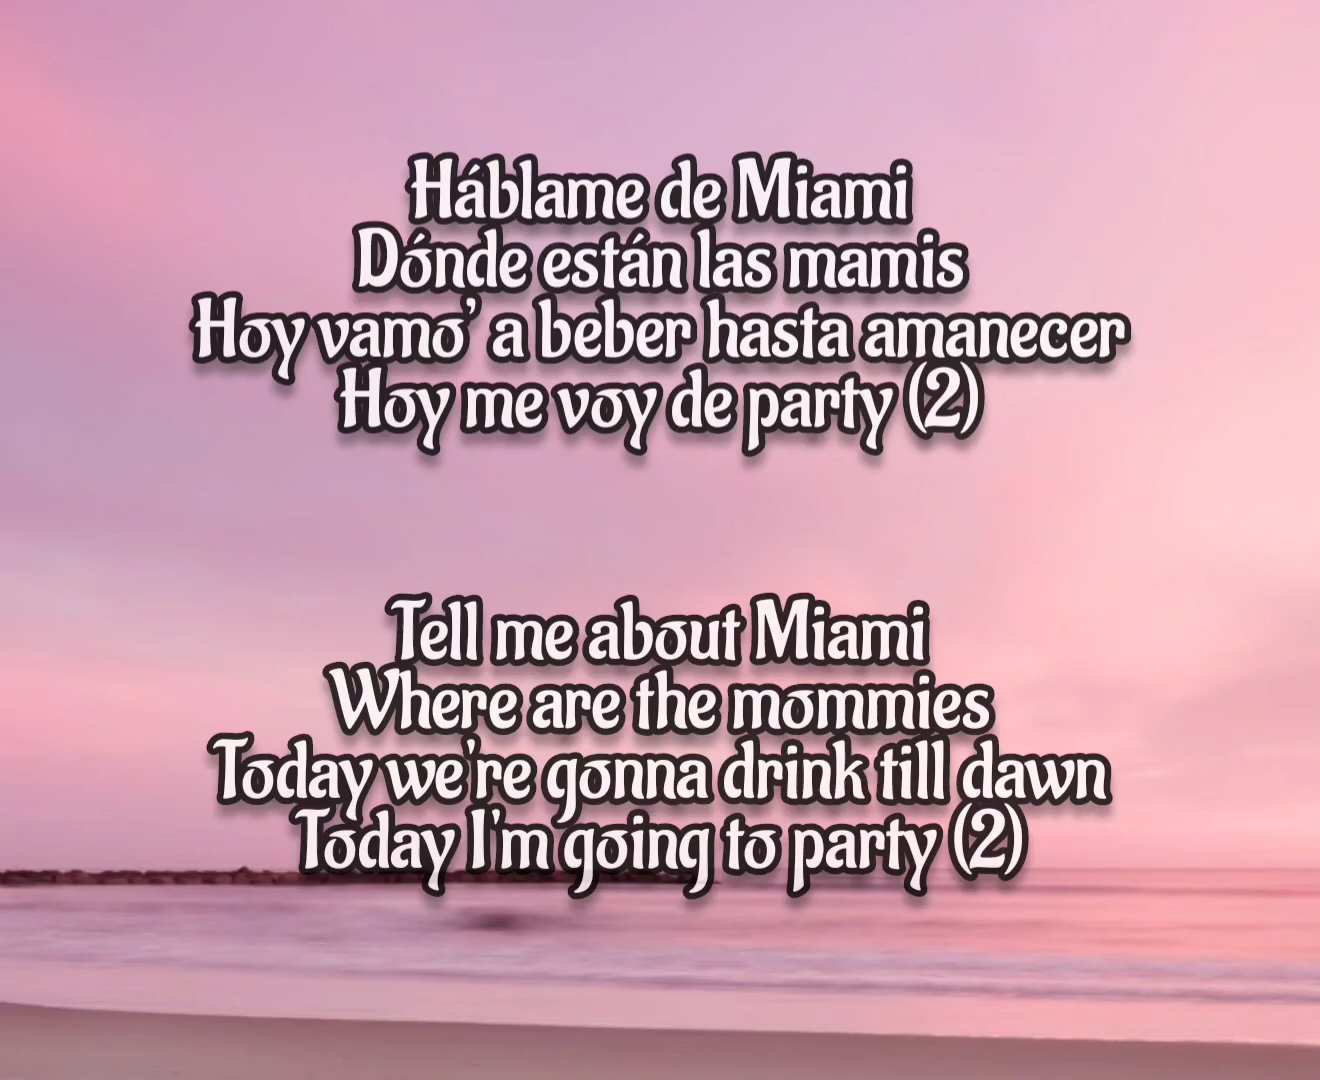 Háblame de Miami
Dónde están las mamis
Hoy vamo’ a beber hasta amanecer
Hoy me voy de party (2)
Tell me about Miami
Where are the mommies
Today we're gonna drink till dawn
Today I'm going to party (2)